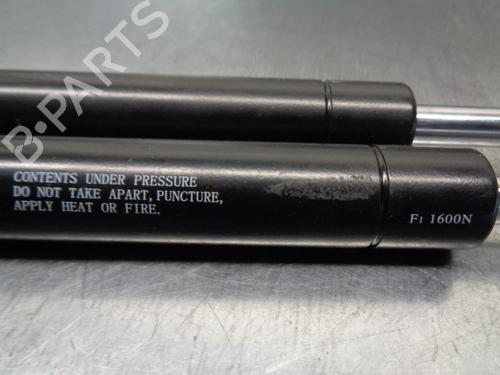 B-PARTS
CONTENTS UNDER PRESSURE
DO NOT TAKE APART, PUNCTURE,
APPLY HEAT OR FIRE.
F1 1600N